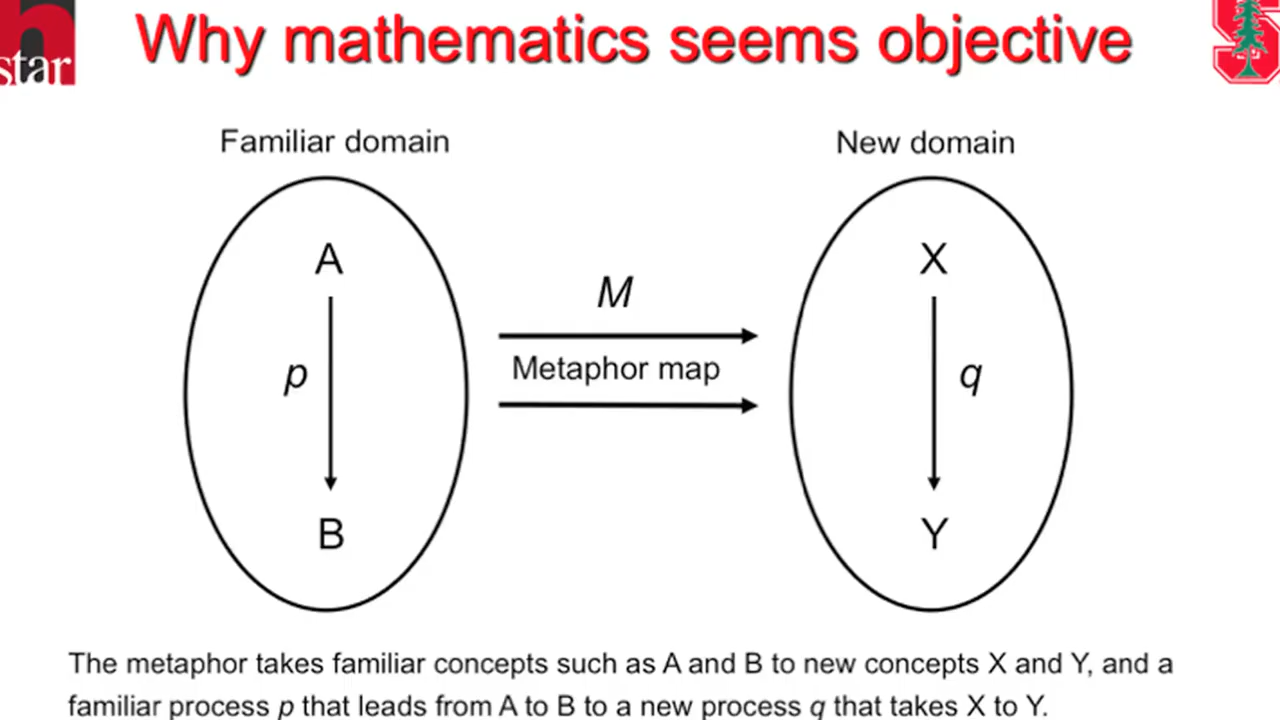 Why mathematics seems objective
star
Familiar domain
New domain
A
X
M
p
Metaphor map
q
B
Y
The metaphor takes familiar concepts such as A and B to new concepts X and Y, and a
familiar process p that leads from A to B to a new process q that takes X to Y.